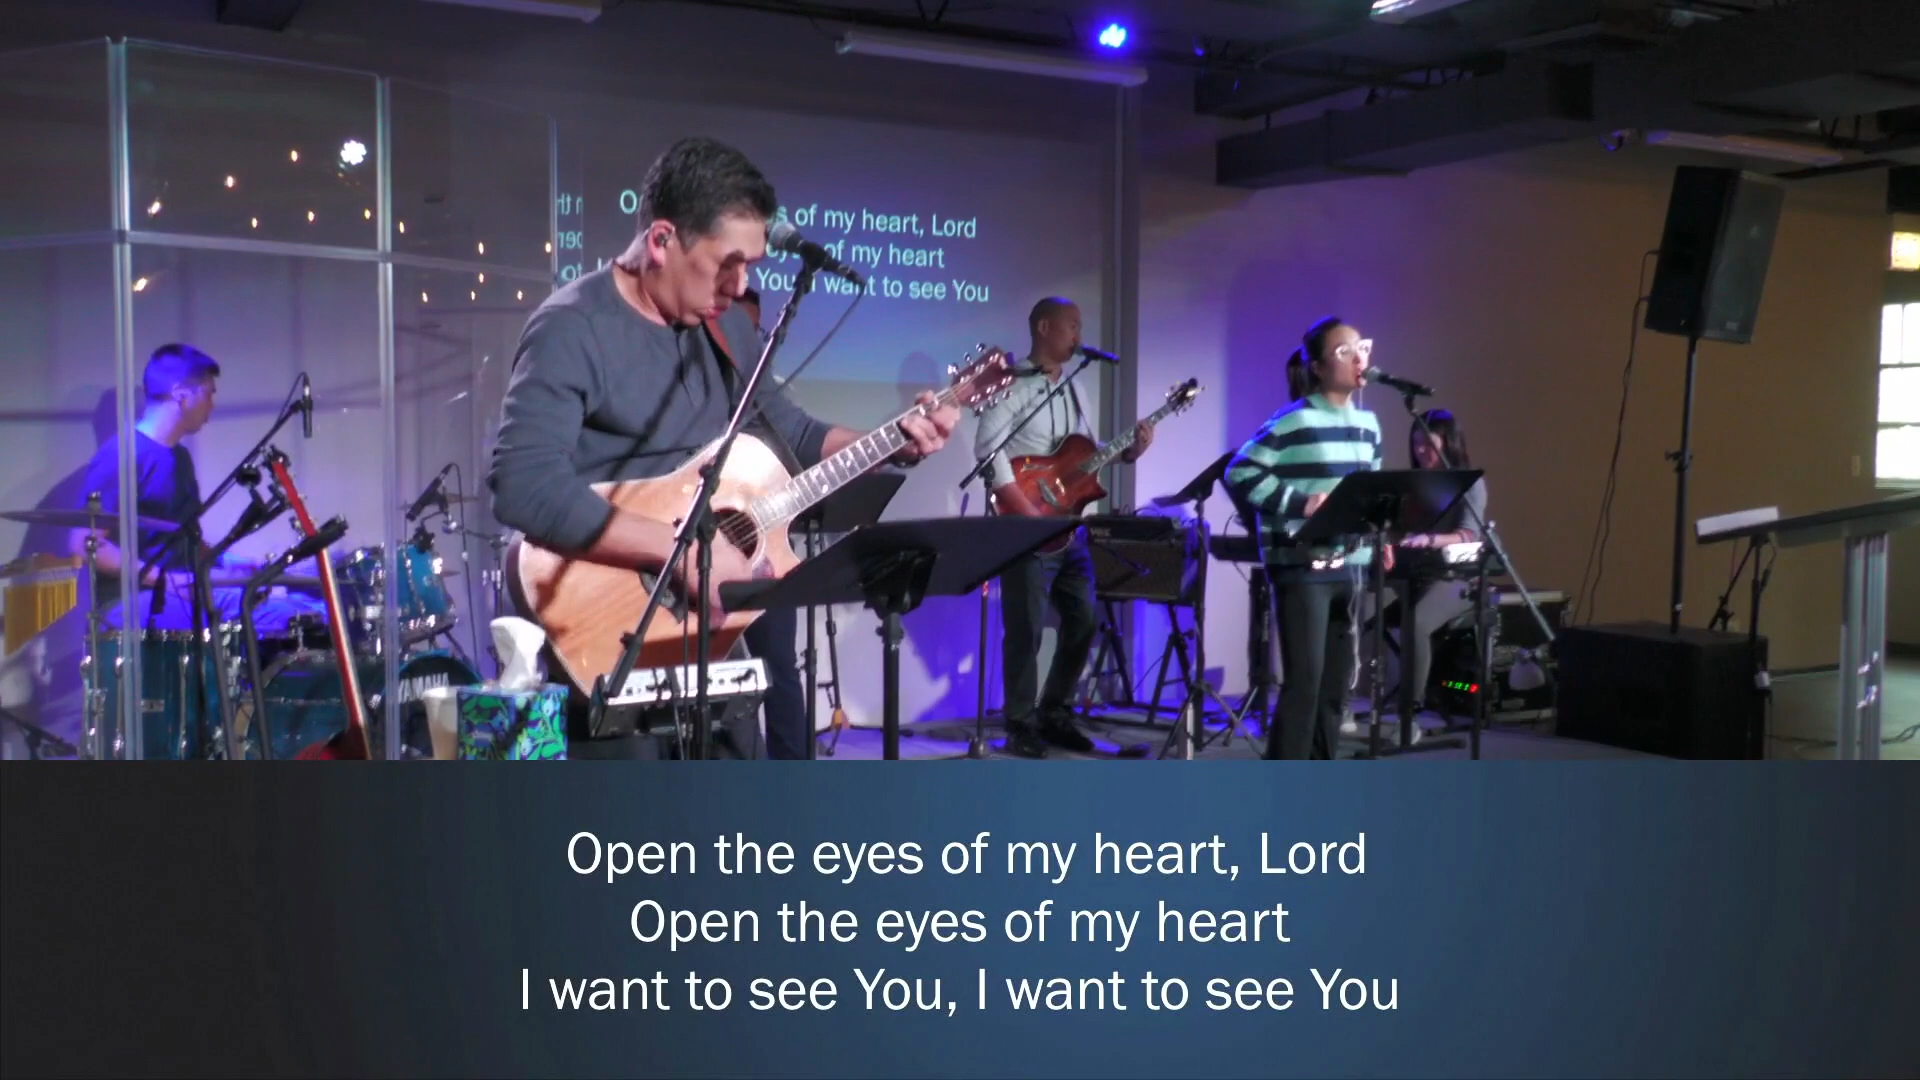 of my heart, Lord
of my heart
You, I want to see You
YAMAHA
Open the eyes of my heart, Lord
Open the eyes of my heart
I want to see You, I want to see You